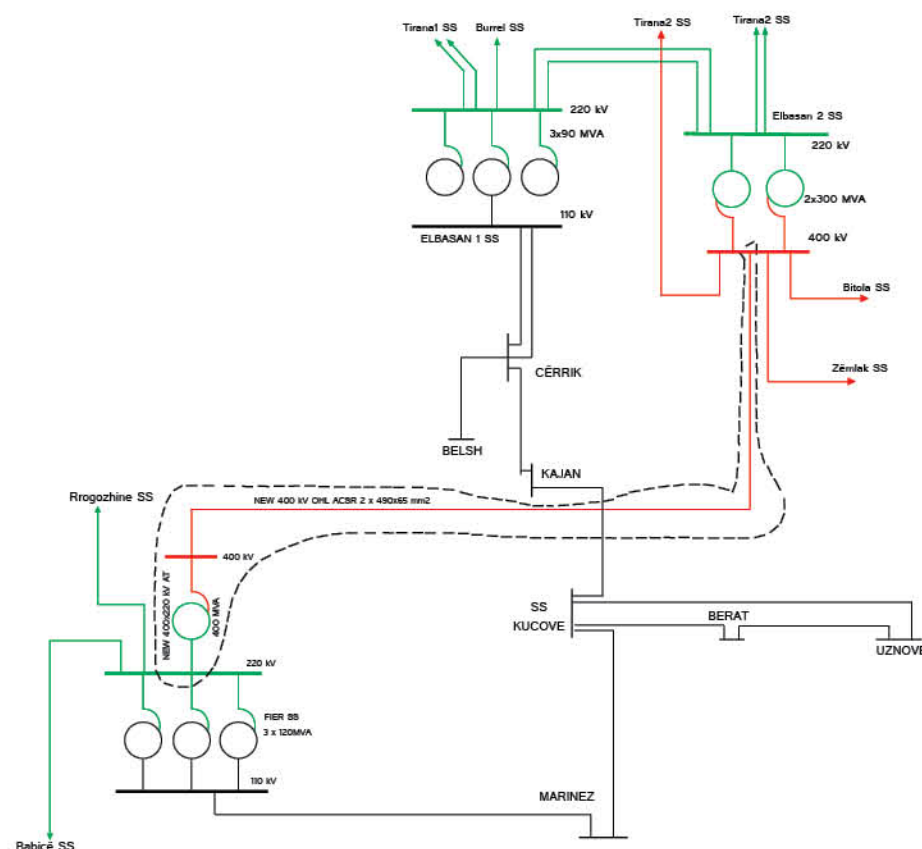 Tirana1 SS
Burrel SS
Tirana2 SS
Tirana2 SS
220 kV
3x90 MVA
Elbasan 2 SS
220 kV
2x300 MVA
110 kV
ELBASAN 1 SS
400 kV
Bitola SS
CËRRIK
Zëmlak SS
BELSH
KAJAN
Rrogozhine SS
NEW 400 kV OHL ACSR 2 x 490x65 mm2
400 kV
NEW 400x220 kV AT
400 MVA
SS
KUCOVE
BERAT
UZNOVE
220 kV
FIER SS
3 x 120MVA
110 kV
MARINEZ
Babicë SS